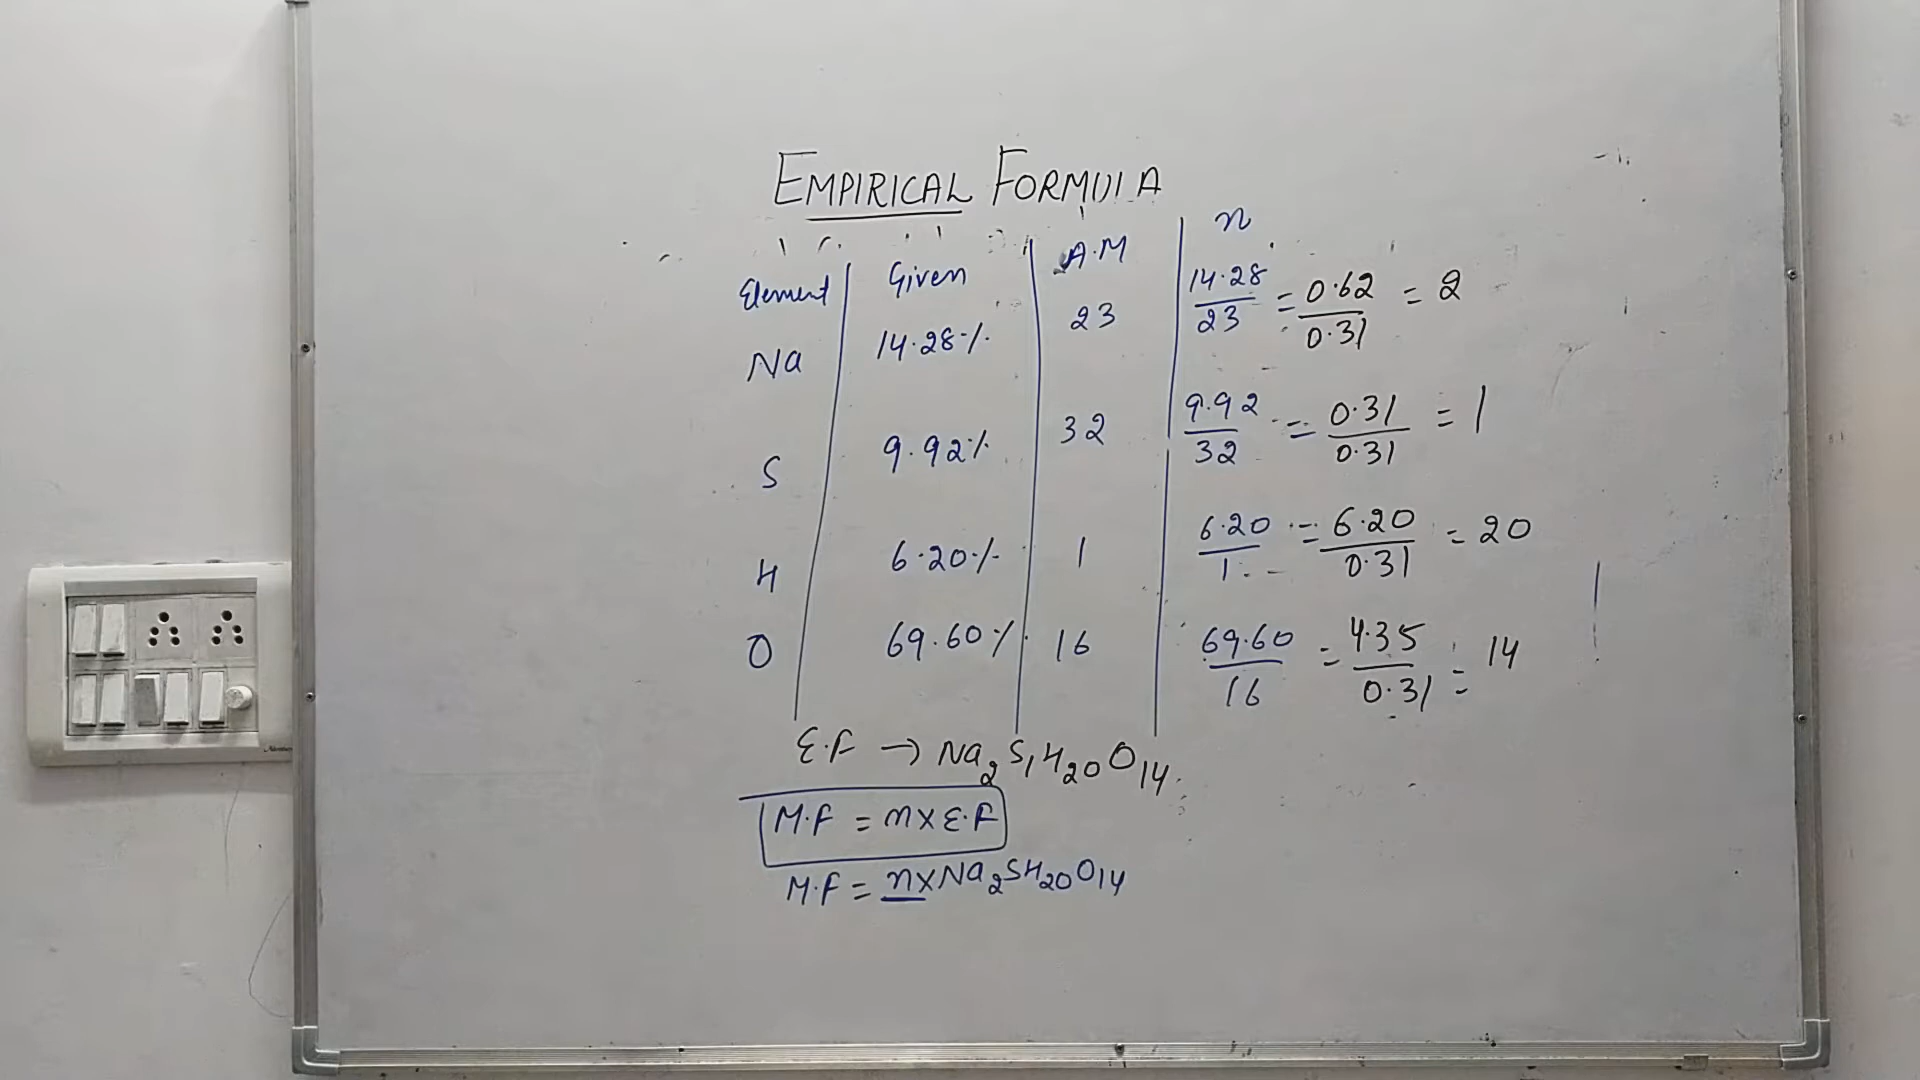 EMPIRICAL FORMULA
Element Given A.M n
Na 14.28% 23 14.28/23 = 0.62/0.31 = 2
S 9.92% 32 9.92/32 = 0.31/0.31 = 1
H 6.20% 1 6.20/1 = 6.20/0.31 = 20
O 69.60% 16 69.60/16 = 4.35/0.31 = 14
E.F → Na₂S₁H₂₀O₁₄
M.F = n×E.F
M.F = n×Na₂SH₂₀O₁₄